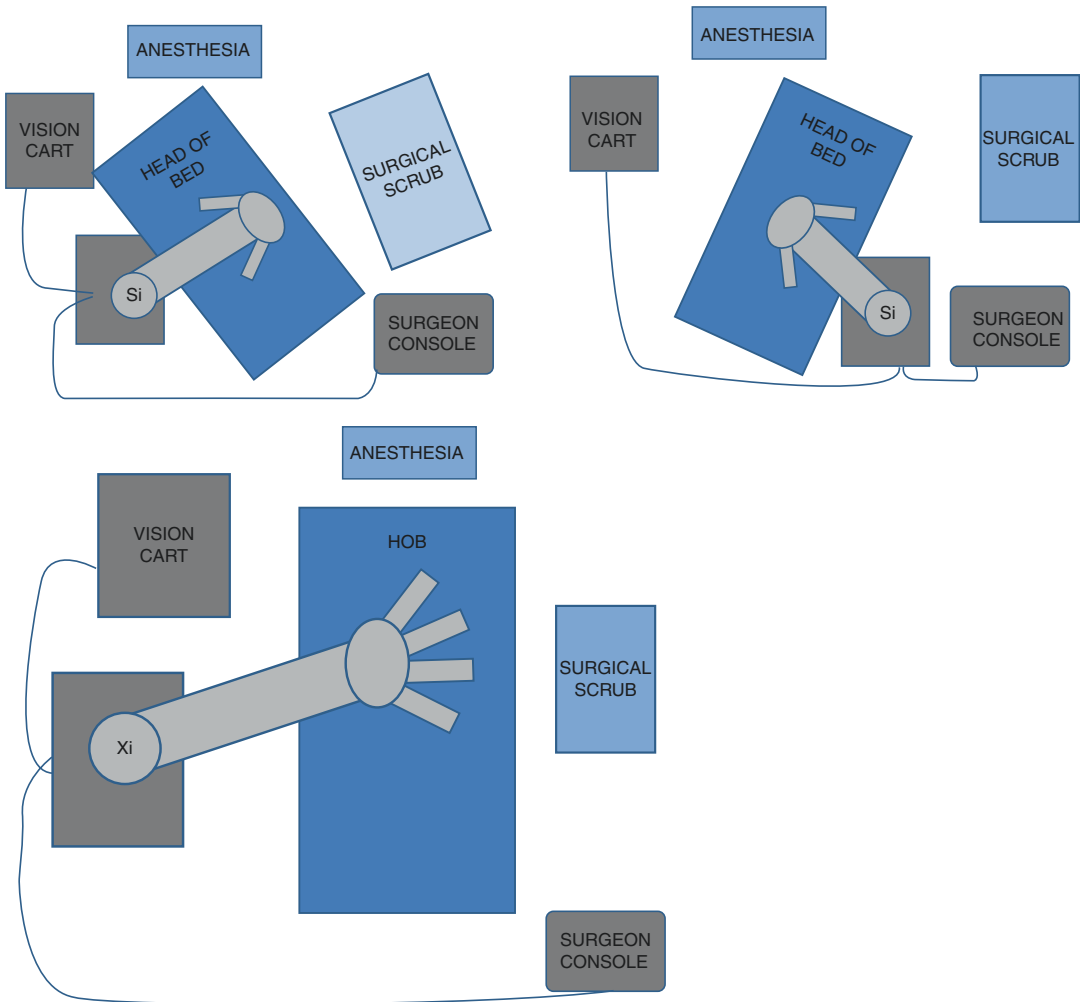 ANESTHESIA
VISION
CART
HEAD OF
BED
SURGICAL
SCRUB
Si
SURGEON
CONSOLE
ANESTHESIA
VISION
CART
HEAD OF
BED
SURGICAL
SCRUB
Si
SURGEON
CONSOLE
ANESTHESIA
VISION
CART
HOB
SURGICAL
SCRUB
Xi
SURGEON
CONSOLE